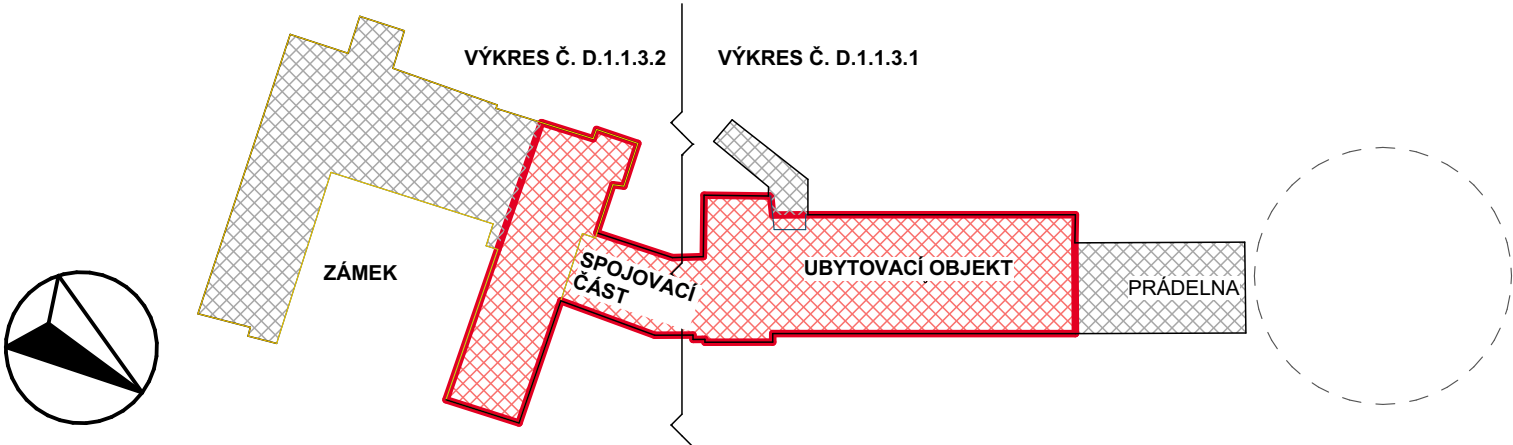 VÝKRES Č. D.1.1.3.2
VÝKRES Č. D.1.1.3.1
ZÁMEK
SPOJOVACÍ
ČÁST
UBYTOVACÍ OBJEKT
PRÁDELNA